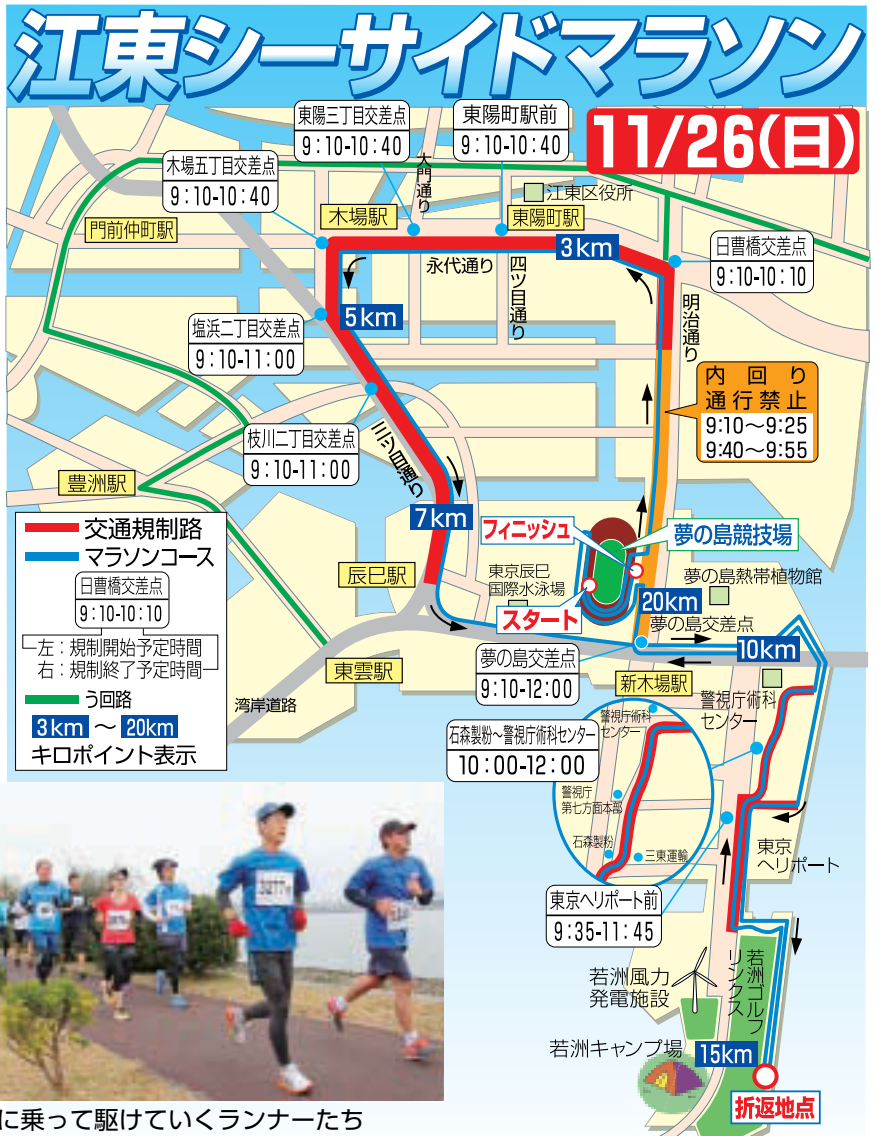 江東シーサイドマラソン
11/26(日)
東陽三丁目交差点
9:10-10:40
東陽町駅前
9:10-10:40
木場五丁目交差点
9:10-10:40
大門通り
江東区役所
門前仲町駅
木場駅
東陽町駅
日曹橋交差点
9:10-10:10
3km
永代通り
四ツ目通り
明治通り
5km
塩浜二丁目交差点
9:10-11:00
内回り
通行禁止
9:10～9:25
9:40～9:55
枝川二丁目交差点
9:10-11:00
三ツ目通り
豊洲駅
7km
フィニッシュ
夢の島競技場
交通規制路
マラソンコース
日曹橋交差点
9:10-10:10
左：規制開始予定時間
右：規制終了予定時間
う回路
3km ～ 20km
キロポイント表示
辰巳駅
東京辰巳
国際水泳場
スタート
夢の島熱帯植物館
20km
夢の島交差点
10km
東雲駅
夢の島交差点
9:10-12:00
新木場駅
湾岸道路
警視庁術科
センター
警視庁術科
センター
石森製粉～警視庁術科センター
10:00-12:00
警視庁
第七方面本部
石森製粉
三東運輸
東京
ヘリポート
東京ヘリポート前
9:35-11:45
若洲風力
発電施設
若洲ゴルフ
リンクス
若洲キャンプ場
15km
折返地点
3277
に乗って駆けていくランナーたち